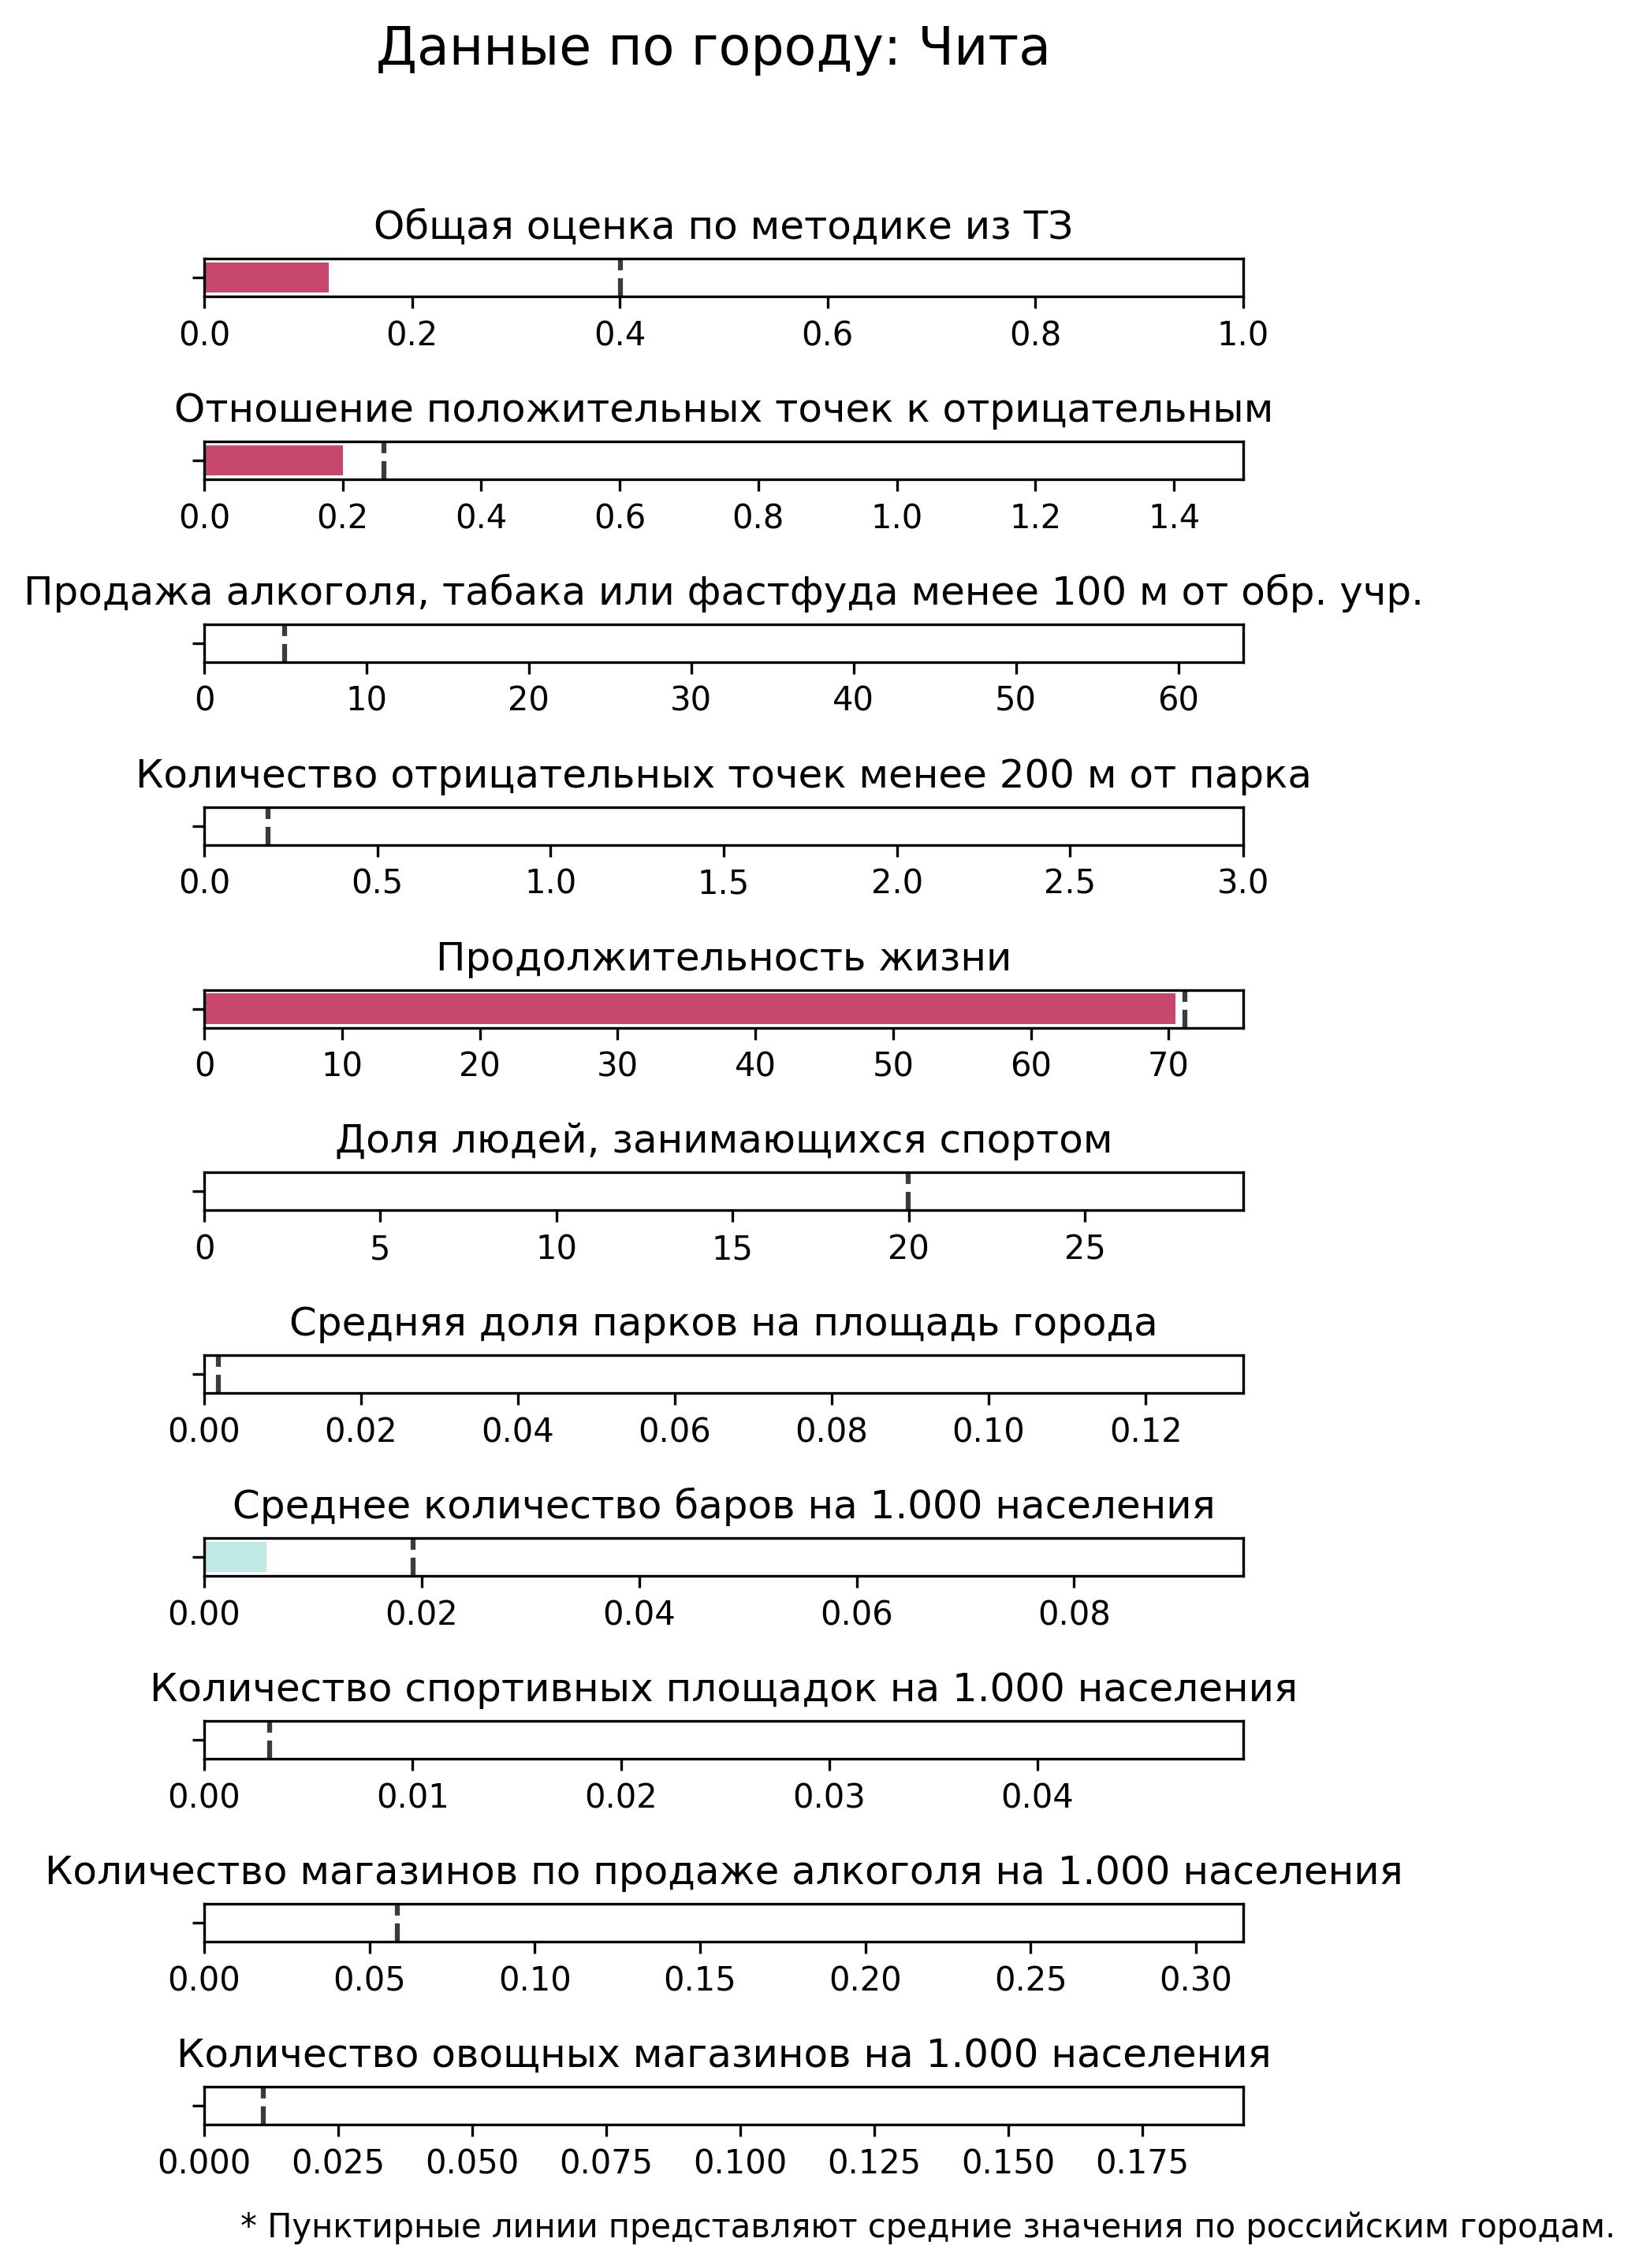 Данные по городу: Чита
Общая оценка по методике из ТЗ
0.0 0.2 0.4 0.6 0.8 1.0
Отношение положительных точек к отрицательным
0.0 0.2 0.4 0.6 0.8 1.0 1.2 1.4
Продажа алкоголя, табака или фастфуда менее 100 м от обр. учр.
0 10 20 30 40 50 60
Количество отрицательных точек менее 200 м от парка
0.0 0.5 1.0 1.5 2.0 2.5 3.0
Продолжительность жизни
0 10 20 30 40 50 60 70
Доля людей, занимающихся спортом
0 5 10 15 20 25
Средняя доля парков на площадь города
0.00 0.02 0.04 0.06 0.08 0.10 0.12
Среднее количество баров на 1.000 населения
0.00 0.02 0.04 0.06 0.08
Количество спортивных площадок на 1.000 населения
0.00 0.01 0.02 0.03 0.04
Количество магазинов по продаже алкоголя на 1.000 населения
0.00 0.05 0.10 0.15 0.20 0.25 0.30
Количество овощных магазинов на 1.000 населения
0.000 0.025 0.050 0.075 0.100 0.125 0.150 0.175
* Пунктирные линии представляют средние значения по российским городам.